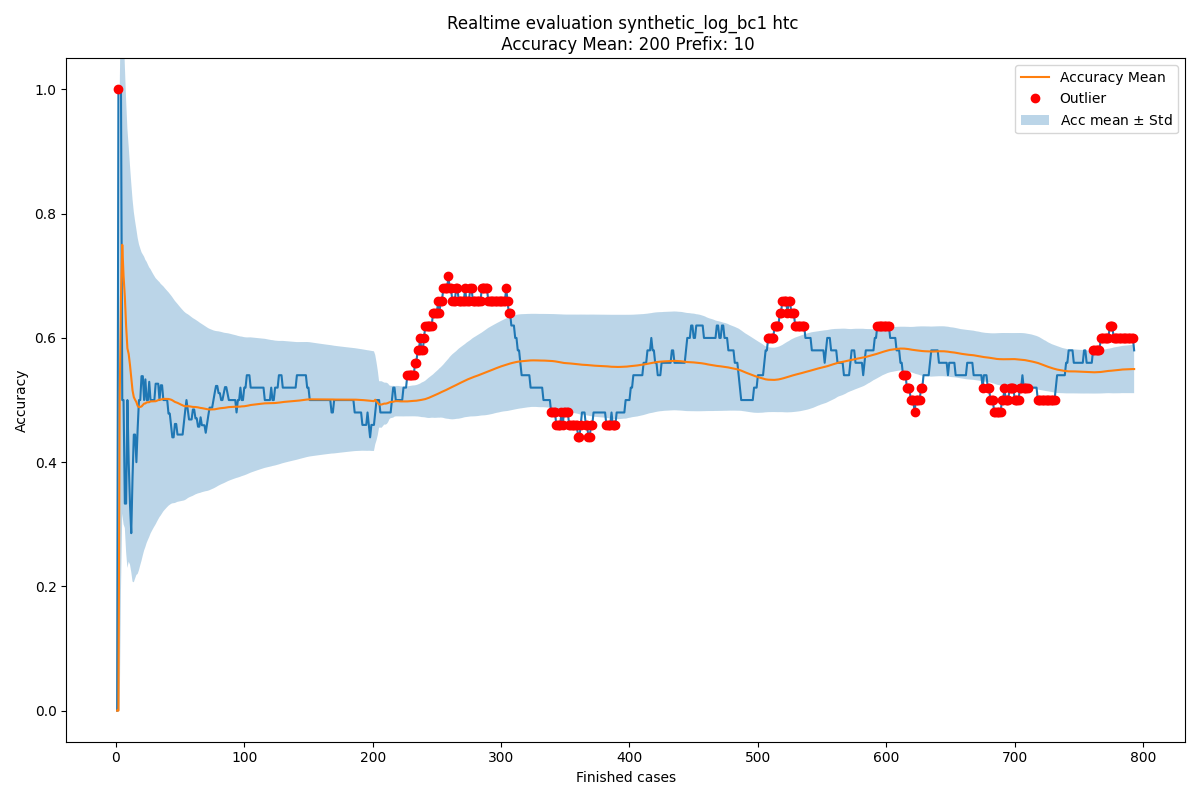 Realtime evaluation synthetic_log_bc1 htc
Accuracy Mean: 200 Prefix: 10
Accuracy Mean
Outlier
Acc mean ± Std
1.0
0.8
0.6
0.4
0.2
0.0
Accuracy
0 100 200 300 400 500 600 700 800
Finished cases